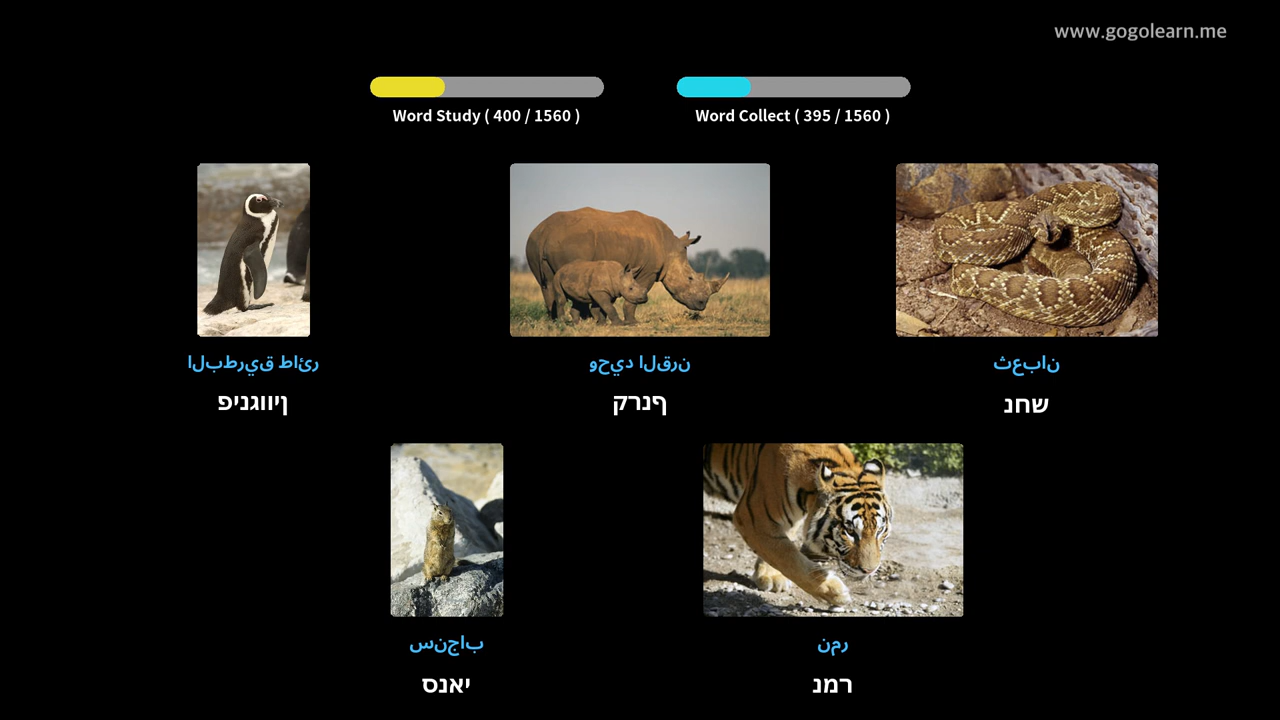 www.gogolearn.me
Word Study ( 400 / 1560 )
Word Collect ( 395 / 1560 )
البطريق طائر
وحيد القرن
ثعبان
פינגווין
קרנף
נחש
سنجاب
نمر
סנאי
נמר